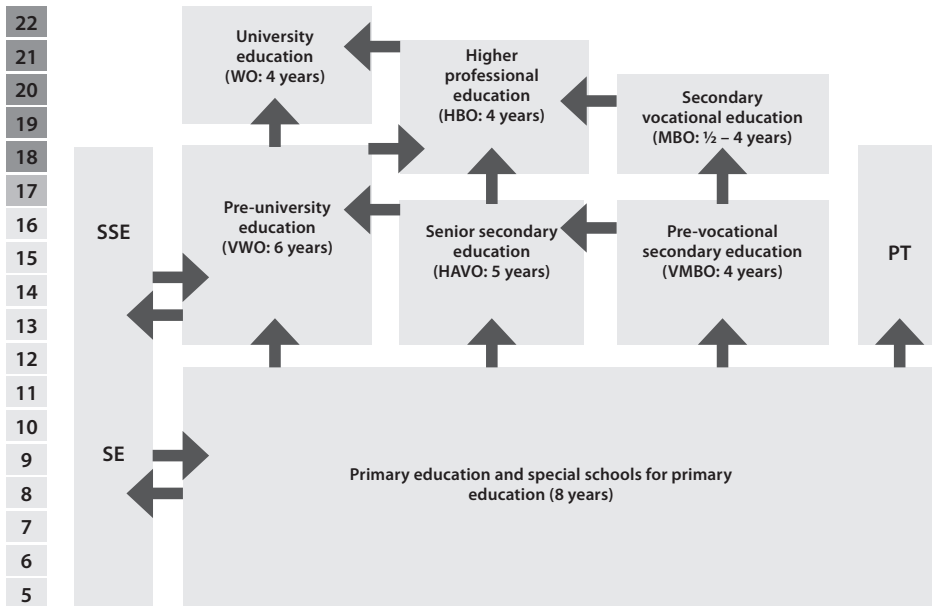 22
21
20
19
18
17
16
15
14
13
12
11
10
9
8
7
6
5
SSE
SE
University
education
(WO: 4 years)
Higher
professional
education
(HBO: 4 years)
Secondary
vocational education
(MBO: ½ – 4 years)
Pre-university
education
(VWO: 6 years)
Senior secondary
education
(HAVO: 5 years)
Pre-vocational
secondary education
(VMBO: 4 years)
PT
Primary education and special schools for primary
education (8 years)